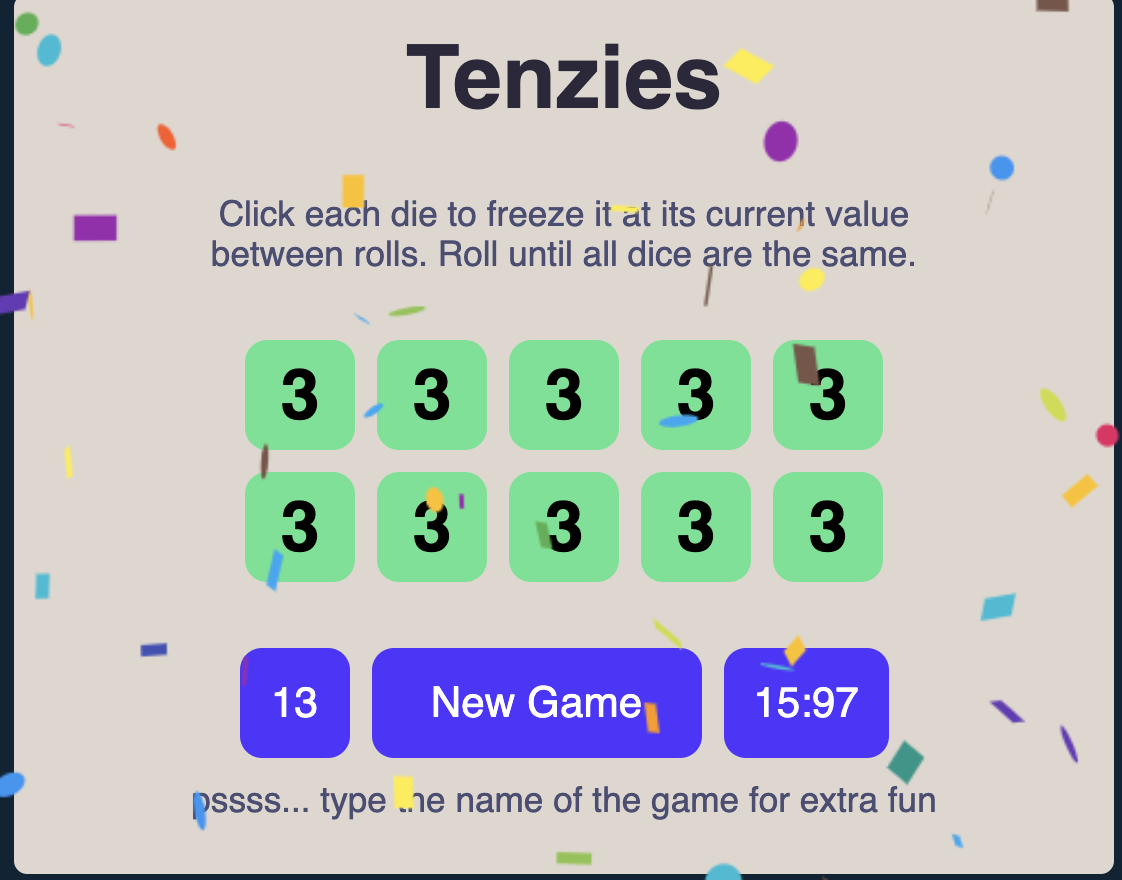 Tenzies
Click each die to freeze it at its current value
between rolls. Roll until all dice are the same.
3 3 3 3 3
3 3 3 3 3
13 New Game 15:97
pssss... type the name of the game for extra fun